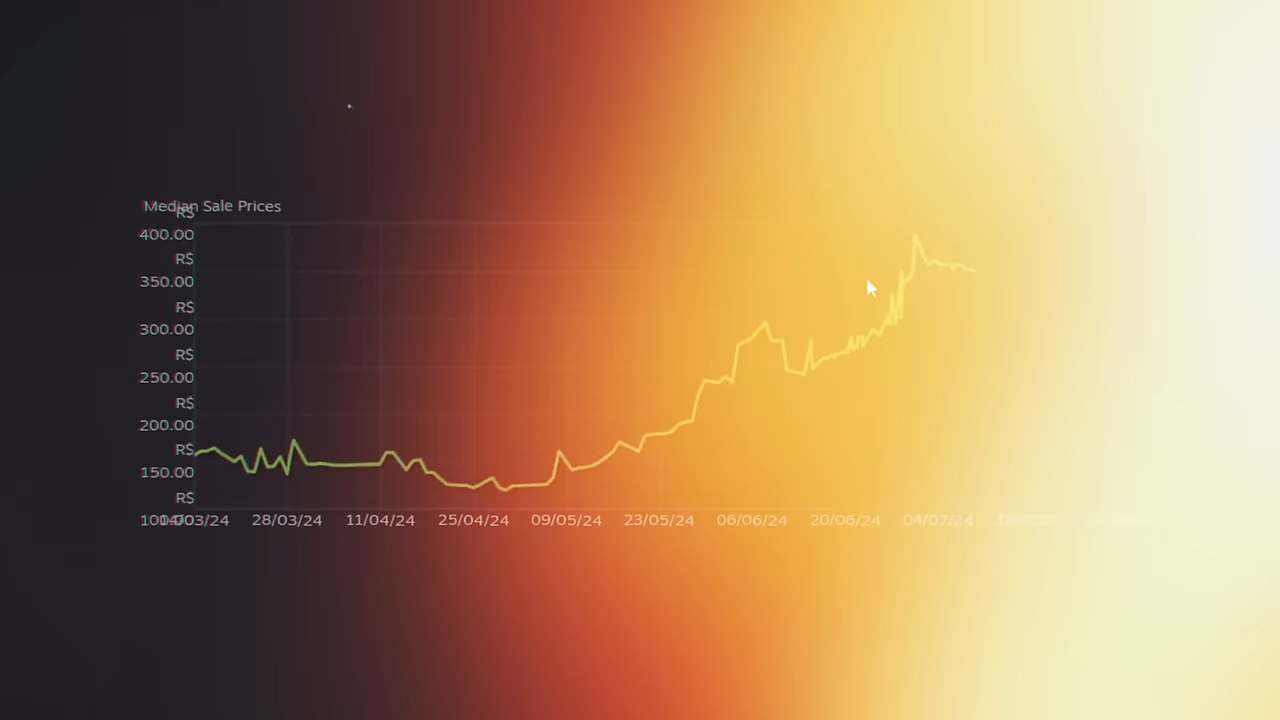 Median Sale Prices
R$
400.00
R$
350.00
R$
300.00
R$
250.00
R$
200.00
R$
150.00
R$
100.00
14/03/24 28/03/24 11/04/24 25/04/24 09/05/24 23/05/24 06/06/24 20/06/24 04/07/24